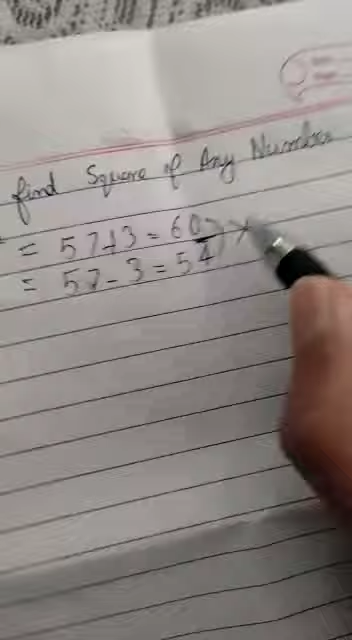 find Square of Any Number
= 57+3 = 60 } ×
= 57 - 3 = 54